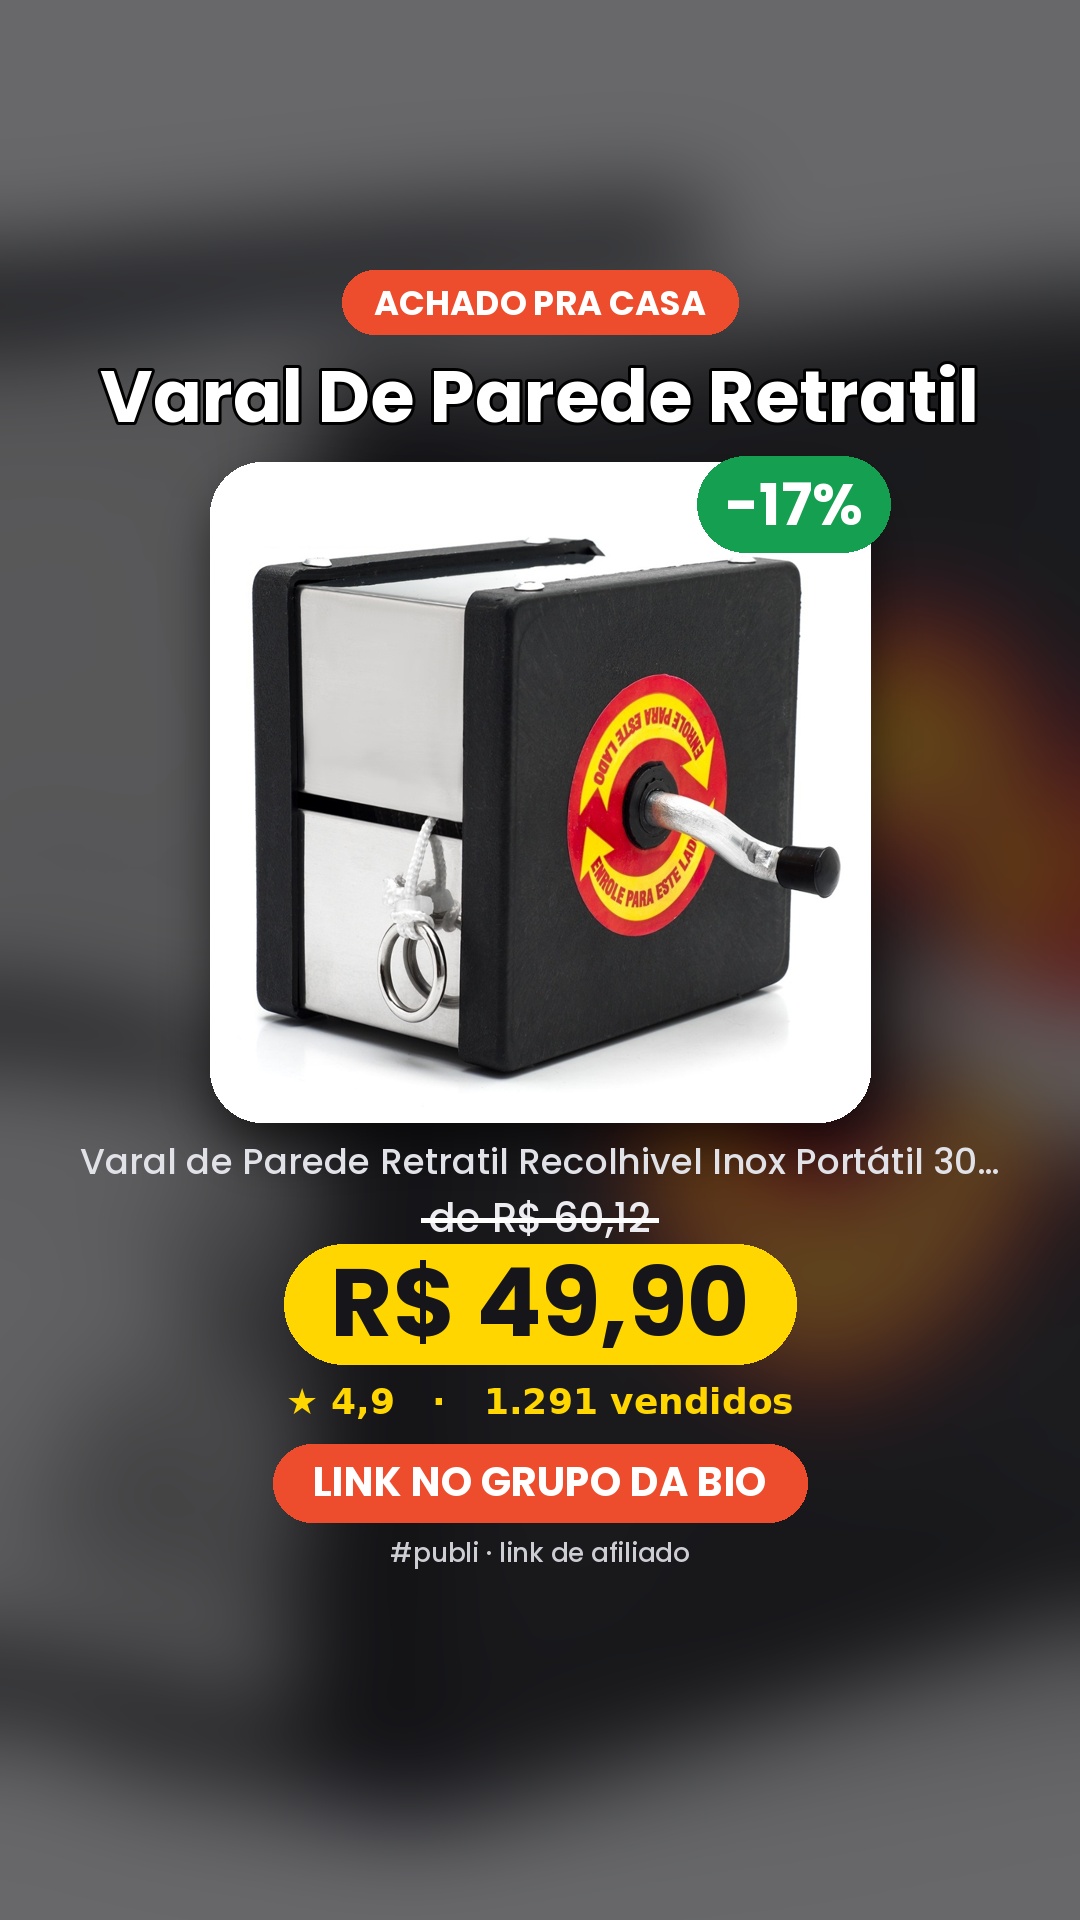 ACHADO PRA CASA
Varal De Parede Retratil
-17%
ENROLE PARA ESTE LADO
ENROLE PARA ESTE LADO
Varal de Parede Retratil Recolhivel Inox Portátil 30...
de R$ 60,12
R$ 49,90
★ 4,9 · 1.291 vendidos
LINK NO GRUPO DA BIO
#publi · link de afiliado